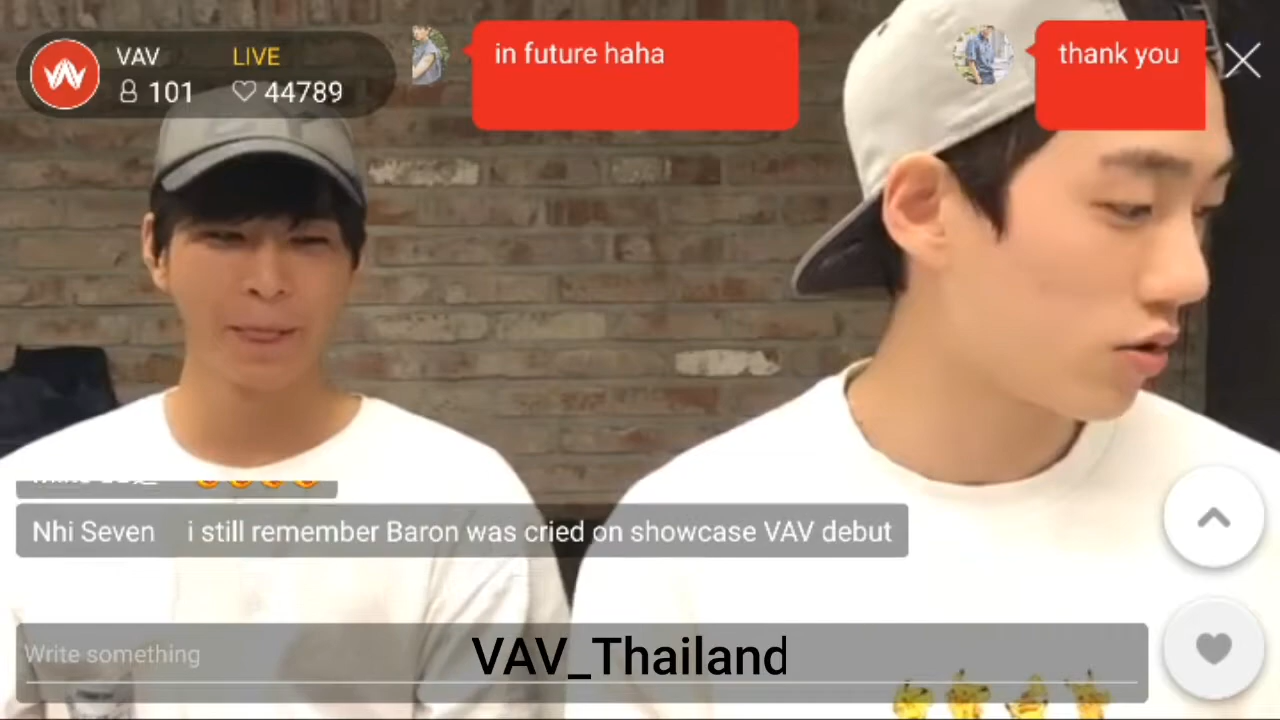 VAV LIVE
101 44789
in future haha
thank you
Nhi Seven i still remember Baron was cried on showcase VAV debut
Write something
VAV_Thailand